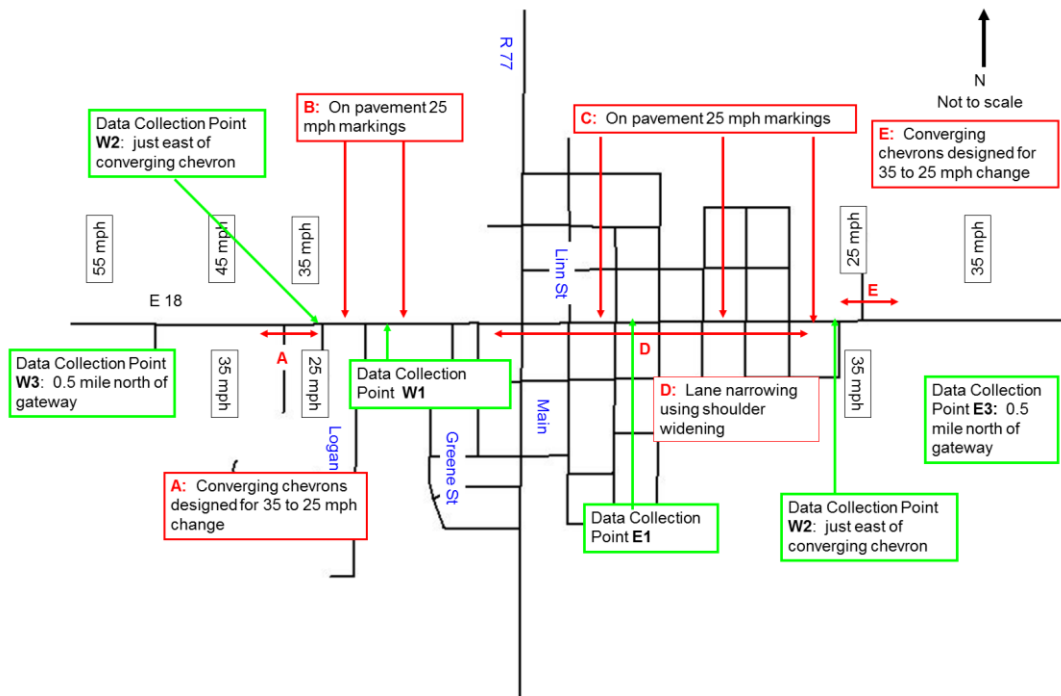 R 77
N
Not to scale
Data Collection Point
W2: just east of
converging chevron
B: On pavement 25
mph markings
C: On pavement 25 mph markings
E: Converging
chevrons designed for
35 to 25 mph change
55 mph
45 mph
35 mph
25 mph
35 mph
Linn St
E 18
E
A
D
Data Collection Point
W3: 0.5 mile north of
gateway
35 mph
25 mph
Data Collection
Point W1
Main
D: Lane narrowing
using shoulder
widening
35 mph
Data Collection
Point E3: 0.5
mile north of
gateway
Logan
Greene St
A: Converging chevrons
designed for 35 to 25 mph
change
Data Collection
Point E1
Data Collection Point
W2: just east of
converging chevron